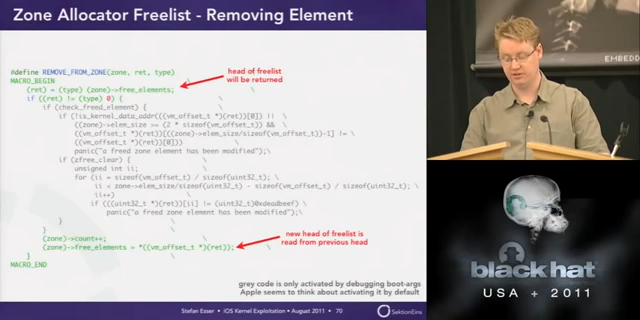 Zone Allocator Freelist - Removing Element
#define REMOVE_FROM_ZONE(zone, ret, type) \
MACRO_BEGIN \
(ret) = (type) (zone)->free_elements; \
if ((ret) != (type) 0) { \
if (check_freed_element) { \
if (!is_kernel_data_addr(((vm_offset_t *)(ret))[0]) || \
((zone)->elem_size >= (2 * sizeof(vm_offset_t)) && \
((vm_offset_t *)(ret))[((zone)->elem_size/sizeof(vm_offset_t))-1] != \
((vm_offset_t *)(ret))[0])) \
panic("a freed zone element has been modified");\
if (zfree_clear) { \
unsigned int ii; \
for (ii = sizeof(vm_offset_t) / sizeof(uint32_t); \
ii < zone->elem_size/sizeof(uint32_t) - sizeof(vm_offset_t) / sizeof(uint32_t); \
ii++) \
if (((uint32_t *)(ret))[ii] != (uint32_t)0xdeadbeef) \
panic("a freed zone element has been modified");\
} \
} \
(zone)->count++; \
(zone)->free_elements = *((vm_offset_t *)(ret)); \
} \
MACRO_END
head of freelist
will be returned
new head of freelist is
read from previous head
grey code is only activated by debugging boot-args
Apple seems to think about activating it by default
Stefan Esser • iOS Kernel Exploitation • August 2011 • 70
SektionEins
EMBEDD
black hat
USA + 2011